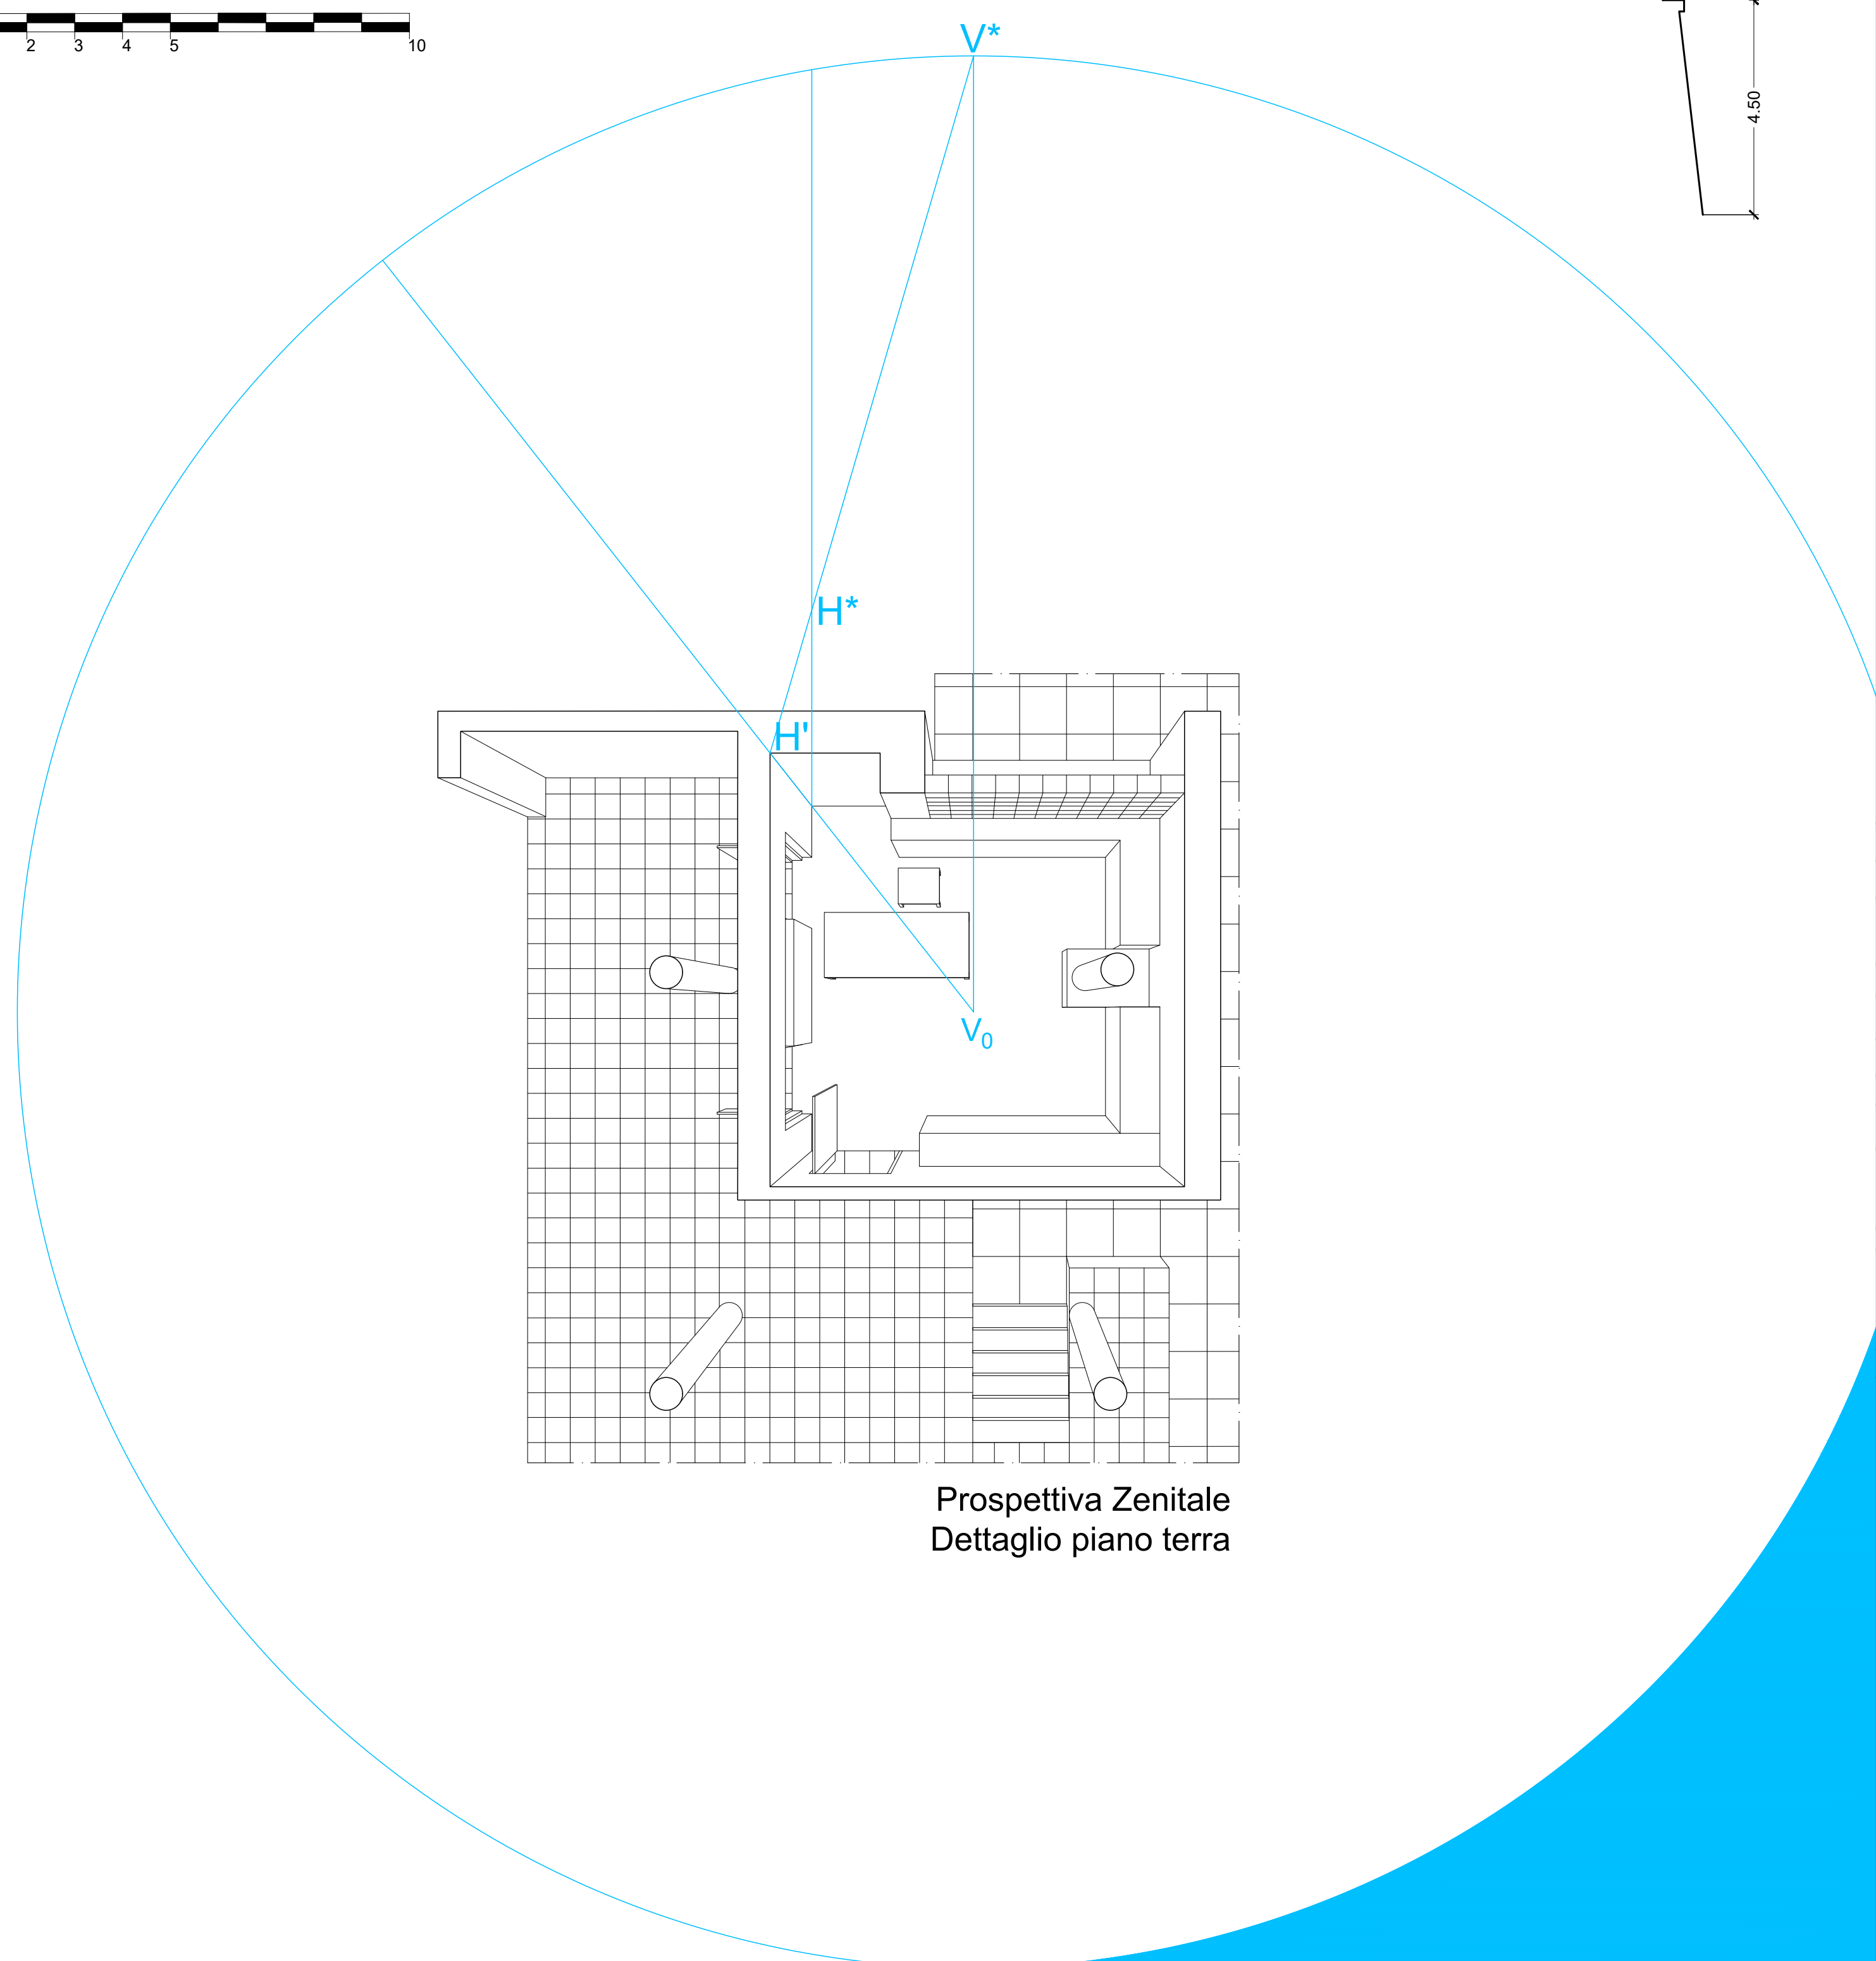 2 3 4 5 10
V*
4.50
H*
H'
V₀
Prospettiva Zenitale
Dettaglio piano terra